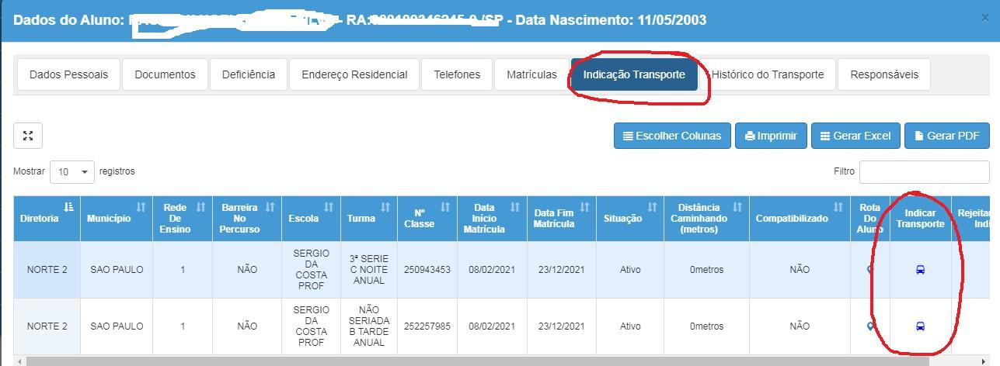 Dados do Aluno: - RA: /SP - Data Nascimento: 11/05/2003 ×
Dados Pessoais Documentos Deficiência Endereço Residencial Telefones Matrículas Indicação Transporte Histórico do Transporte Responsáveis
Escolher Colunas Imprimir Gerar Excel Gerar PDF
Mostrar 10 registros Filtro
Diretoria Município Rede De Ensino Barreira No Percurso Escola Turma Nº Classe Data Início Matrícula Data Fim Matrícula Situação Distância Caminhando (metros) Compatibilizado Rota Do Aluno Indicar Transporte Rejeitar Indi
NORTE 2 SAO PAULO 1 NÃO SERGIO DA COSTA PROF 3ª SERIE C NOITE ANUAL 250943453 08/02/2021 23/12/2021 Ativo 0metros NÃO
NORTE 2 SAO PAULO 1 NÃO SERGIO DA COSTA PROF NÃO SERIADA B TARDE ANUAL 252257985 08/02/2021 23/12/2021 Ativo 0metros NÃO